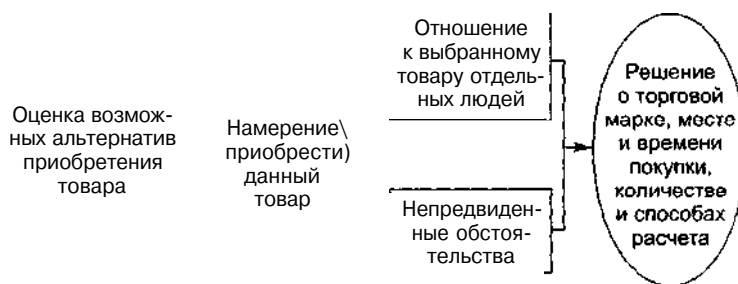 Оценка возмож-
ных альтернатив
приобретения
товара
Намерение\
приобрести)
данный
товар
Отношение
к выбранному
товару отдель-
ных людей
Непредвиден-
ные обстоя-
тельства
Решение
о торговой
марке, месте
и времени
покупки,
количестве
и способах
расчета